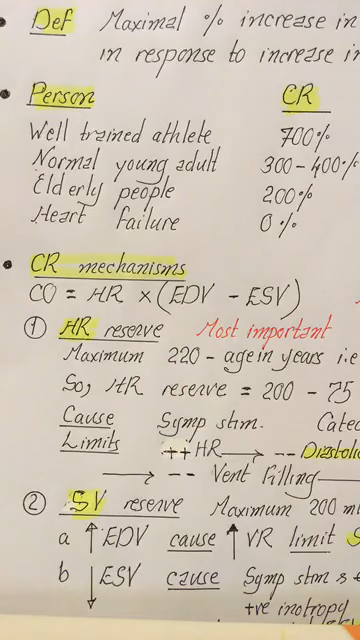 • Def Maximal % increase in
in response to increase in
• Person CR
Well trained athlete 700%
Normal young adult 300-400%
Elderly people 200%
Heart Failure 0%
• CR mechanisms
CO = HR × (EDV - ESV)
① HR reserve Most important
Maximum 220 - age in years i.e
So, HR reserve = 200 - 75
Cause Symp stim. Catec
Limits ++ HR → -- Diastolic
→ -- Vent Filling
② SV reserve Maximum 200 ml
a ↑ EDV cause ↑ VR limit
b ↓ ESV cause Symp stm &
+ve inotropy